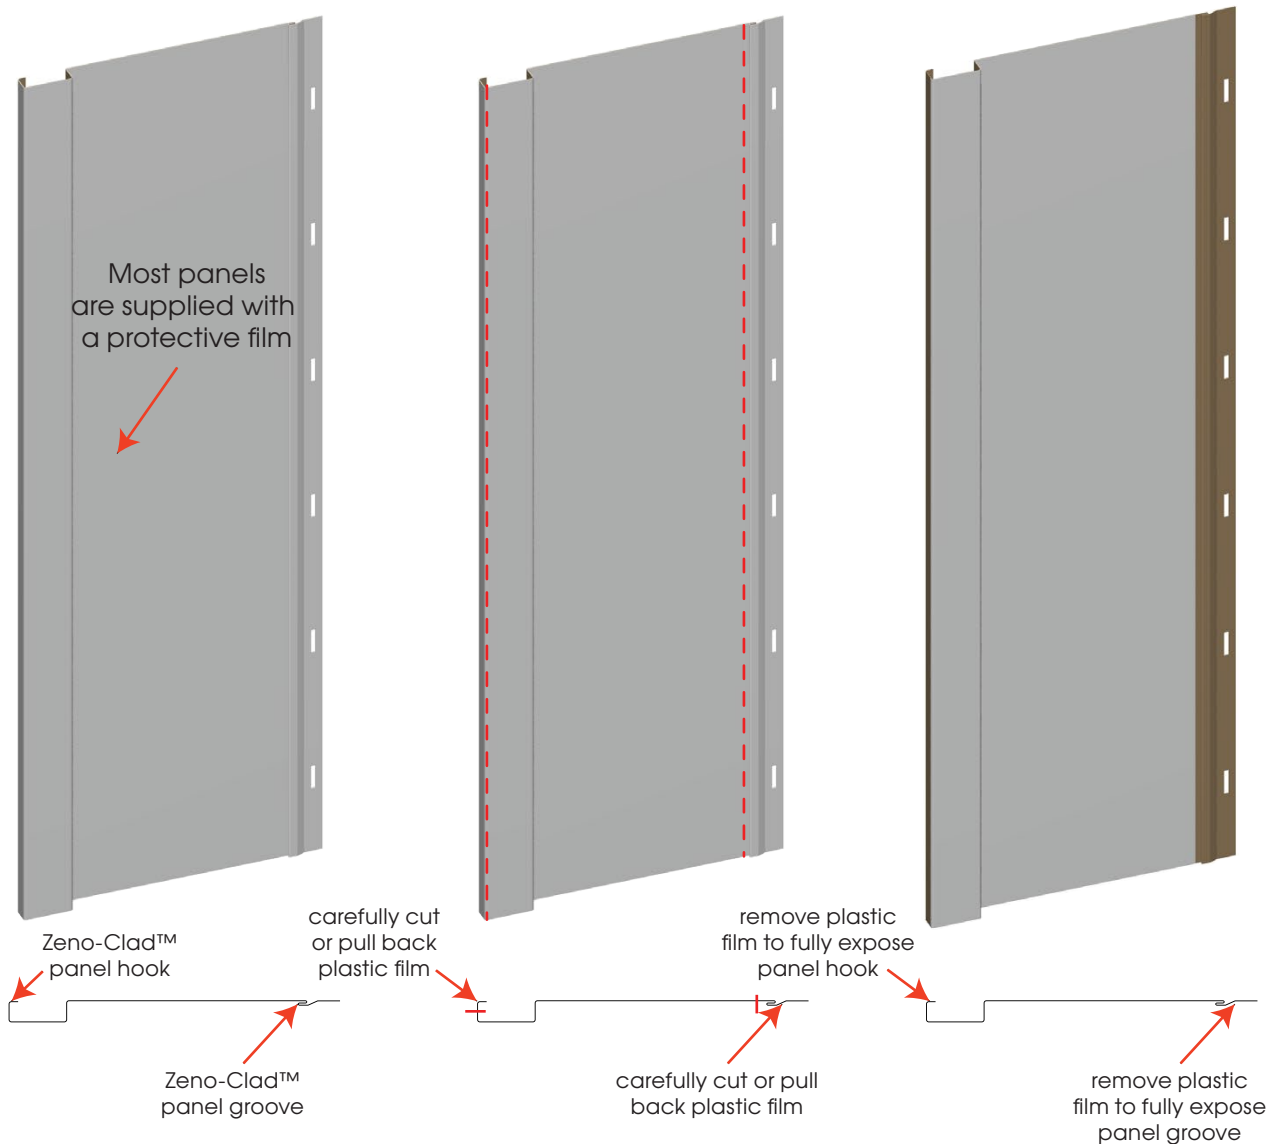 Most panels
are supplied with
a protective film
Zeno-Clad™
panel hook
Zeno-Clad™
panel groove
carefully cut
or pull back
plastic film
carefully cut or pull
back plastic film
remove plastic
film to fully expose
panel hook
remove plastic
film to fully expose
panel groove